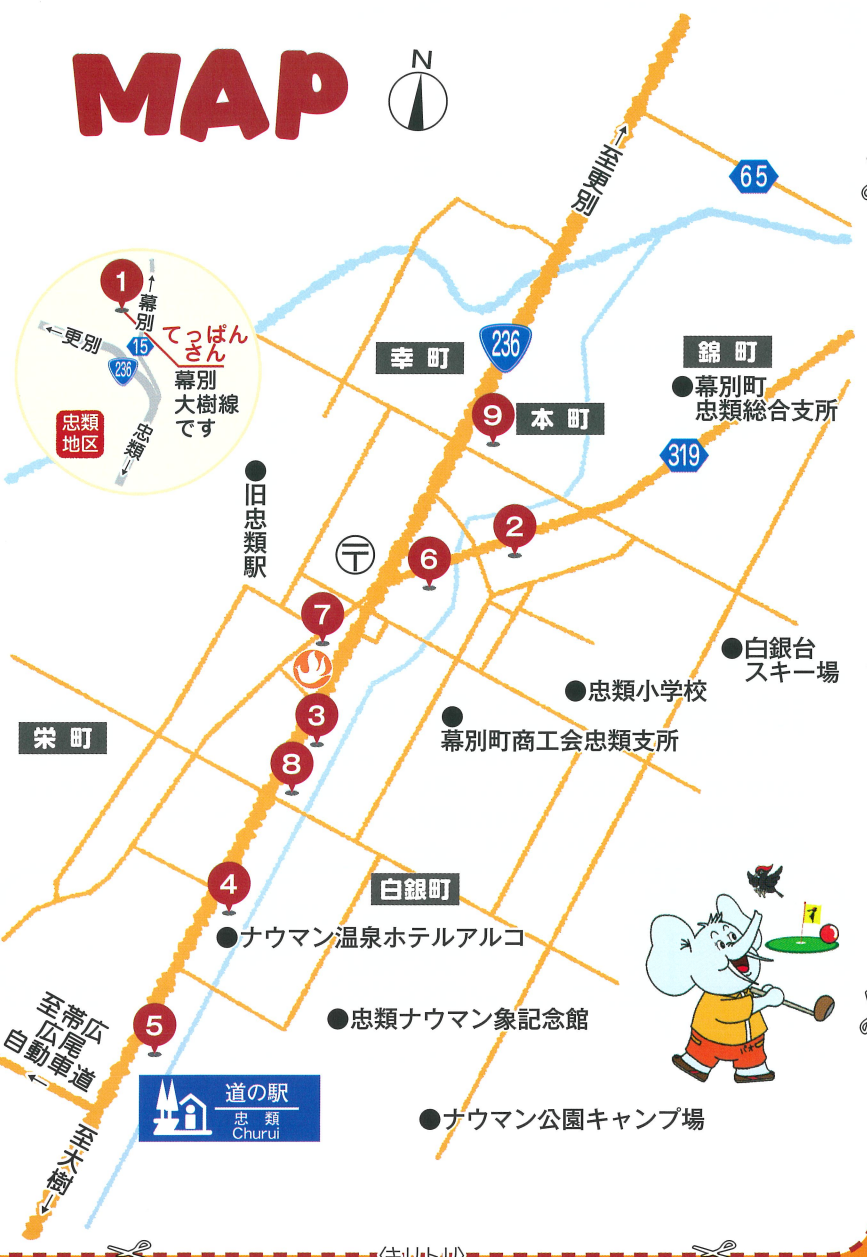 MAP
N
至更別
65
1
幕別
てっぱん
さん
←更別
15
236
幕別
大樹線
です
忠類
地区
忠類
幸町
236
錦町
幕別町
忠類総合支所
9
本町
319
旧忠類駅
〒
2
6
7
白銀台
スキー場
忠類小学校
3
幕別町商工会忠類支所
栄町
8
4
白銀町
ナウマン温泉ホテルアルコ
忠類ナウマン象記念館
5
至帯広
広尾
自動車道
道の駅
忠類
Churui
ナウマン公園キャンプ場
至大樹
パオ
〈キリトリ〉